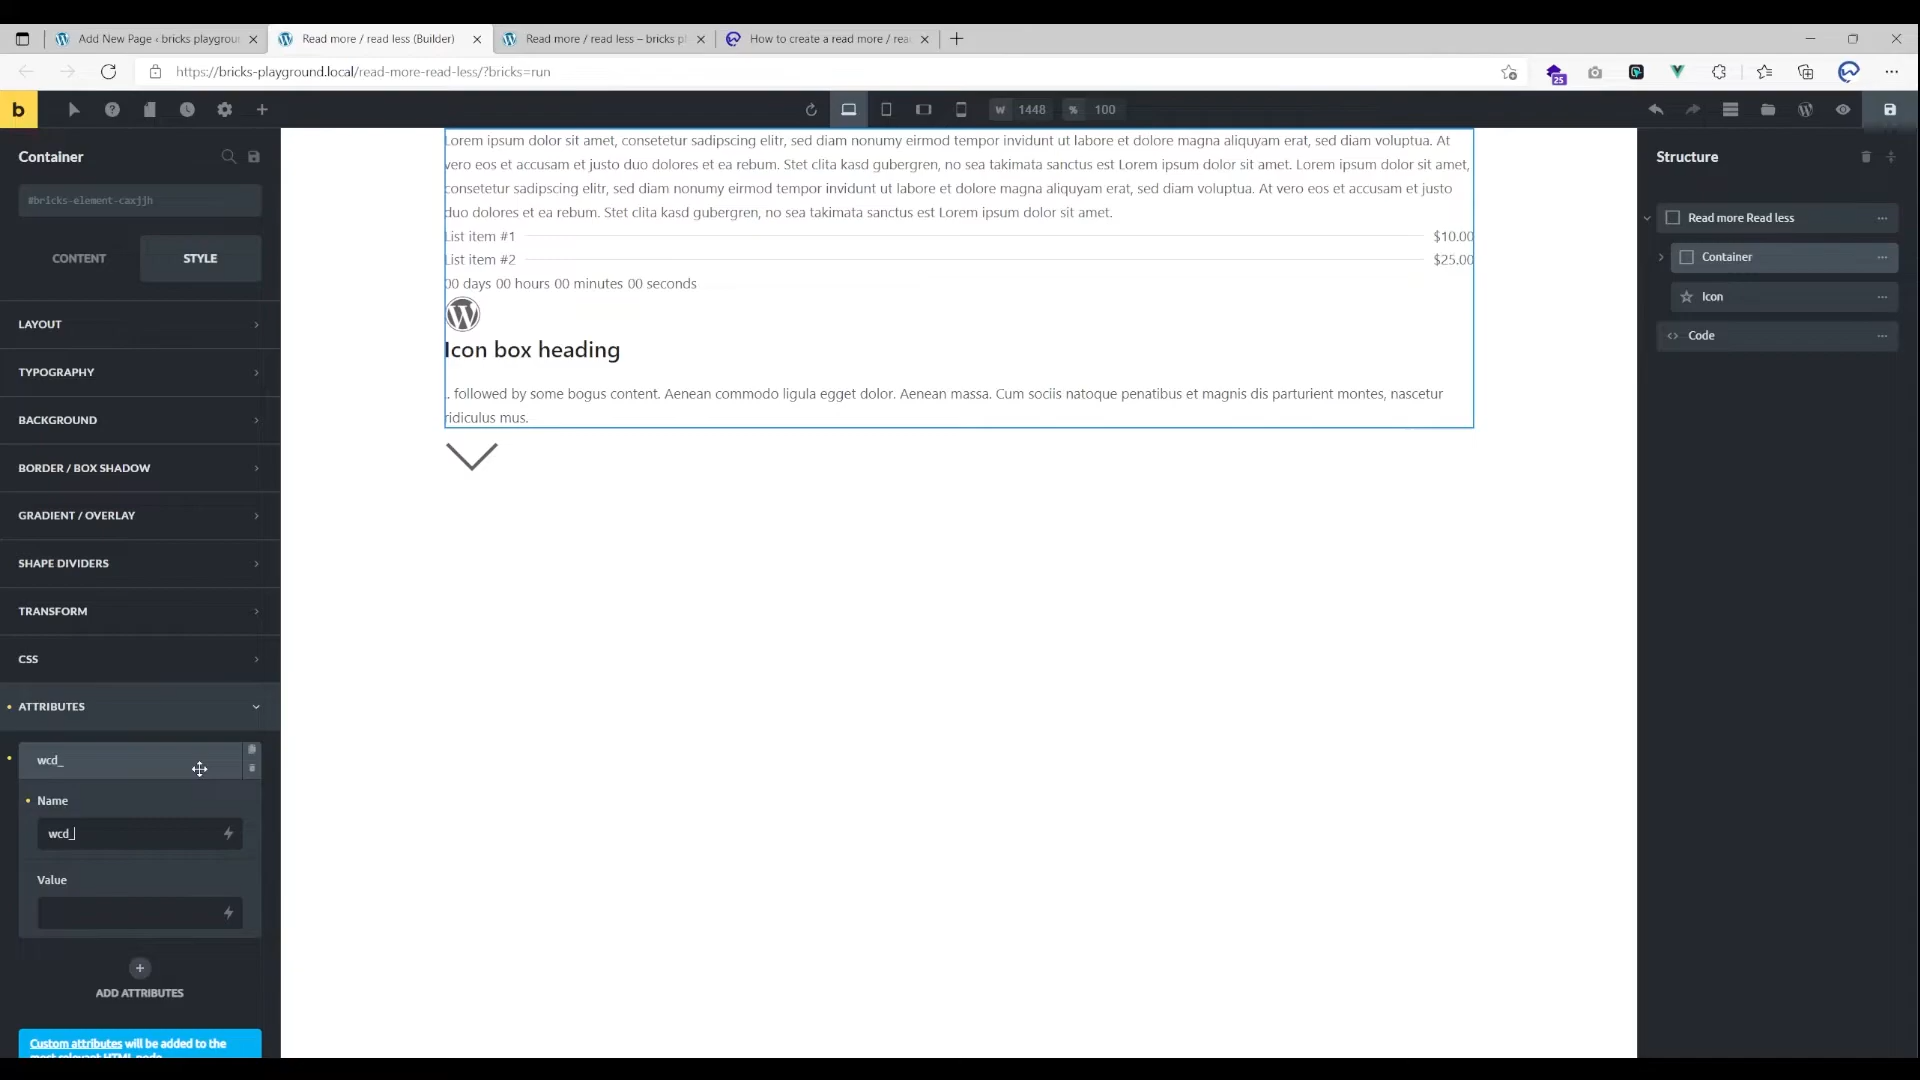 Add New Page ‹ bricks playgroun
Read more / read less (Builder)
Read more / read less – bricks pl
How to create a read more / rea
https://bricks-playground.local/read-more-read-less/?bricks=run
25
b
W 1448 % 100
Container
#bricks-element-caxjjh
CONTENT
STYLE
LAYOUT
TYPOGRAPHY
BACKGROUND
BORDER / BOX SHADOW
GRADIENT / OVERLAY
SHAPE DIVIDERS
TRANSFORM
CSS
ATTRIBUTES
wcd_
Name
wcd_
Value
ADD ATTRIBUTES
Custom attributes will be added to the
most relevant HTML node
Lorem ipsum dolor sit amet, consetetur sadipscing elitr, sed diam nonumy eirmod tempor invidunt ut labore et dolore magna aliquyam erat, sed diam voluptua. At
vero eos et accusam et justo duo dolores et ea rebum. Stet clita kasd gubergren, no sea takimata sanctus est Lorem ipsum dolor sit amet. Lorem ipsum dolor sit amet,
consetetur sadipscing elitr, sed diam nonumy eirmod tempor invidunt ut labore et dolore magna aliquyam erat, sed diam voluptua. At vero eos et accusam et justo
duo dolores et ea rebum. Stet clita kasd gubergren, no sea takimata sanctus est Lorem ipsum dolor sit amet.
List item #1 $10.00
List item #2 $25.00
00 days 00 hours 00 minutes 00 seconds
Icon box heading
.. followed by some bogus content. Aenean commodo ligula egget dolor. Aenean massa. Cum sociis natoque penatibus et magnis dis parturient montes, nascetur
ridiculus mus.
Structure
Read more Read less
Container
Icon
Code